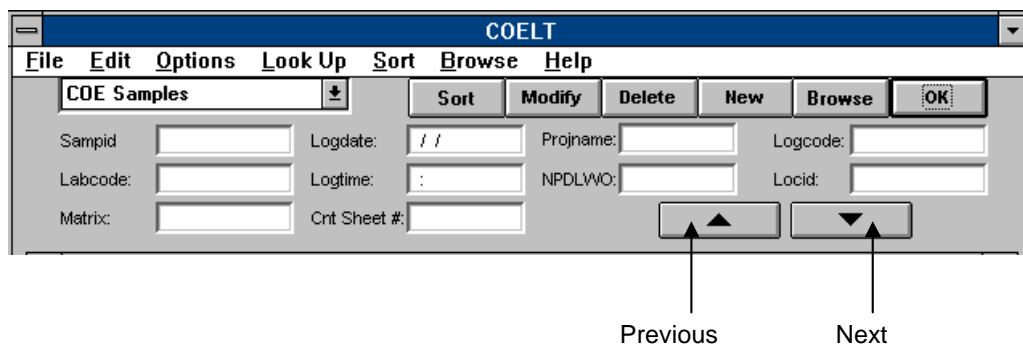 COELT
File Edit Options Look Up Sort Browse Help
COE Samples Sort Modify Delete New Browse OK
Sampid Logdate: / / Projname: Logcode:
Labcode: Logtime: : NPDLWO: Locid:
Matrix: Cnt Sheet #:
Previous Next